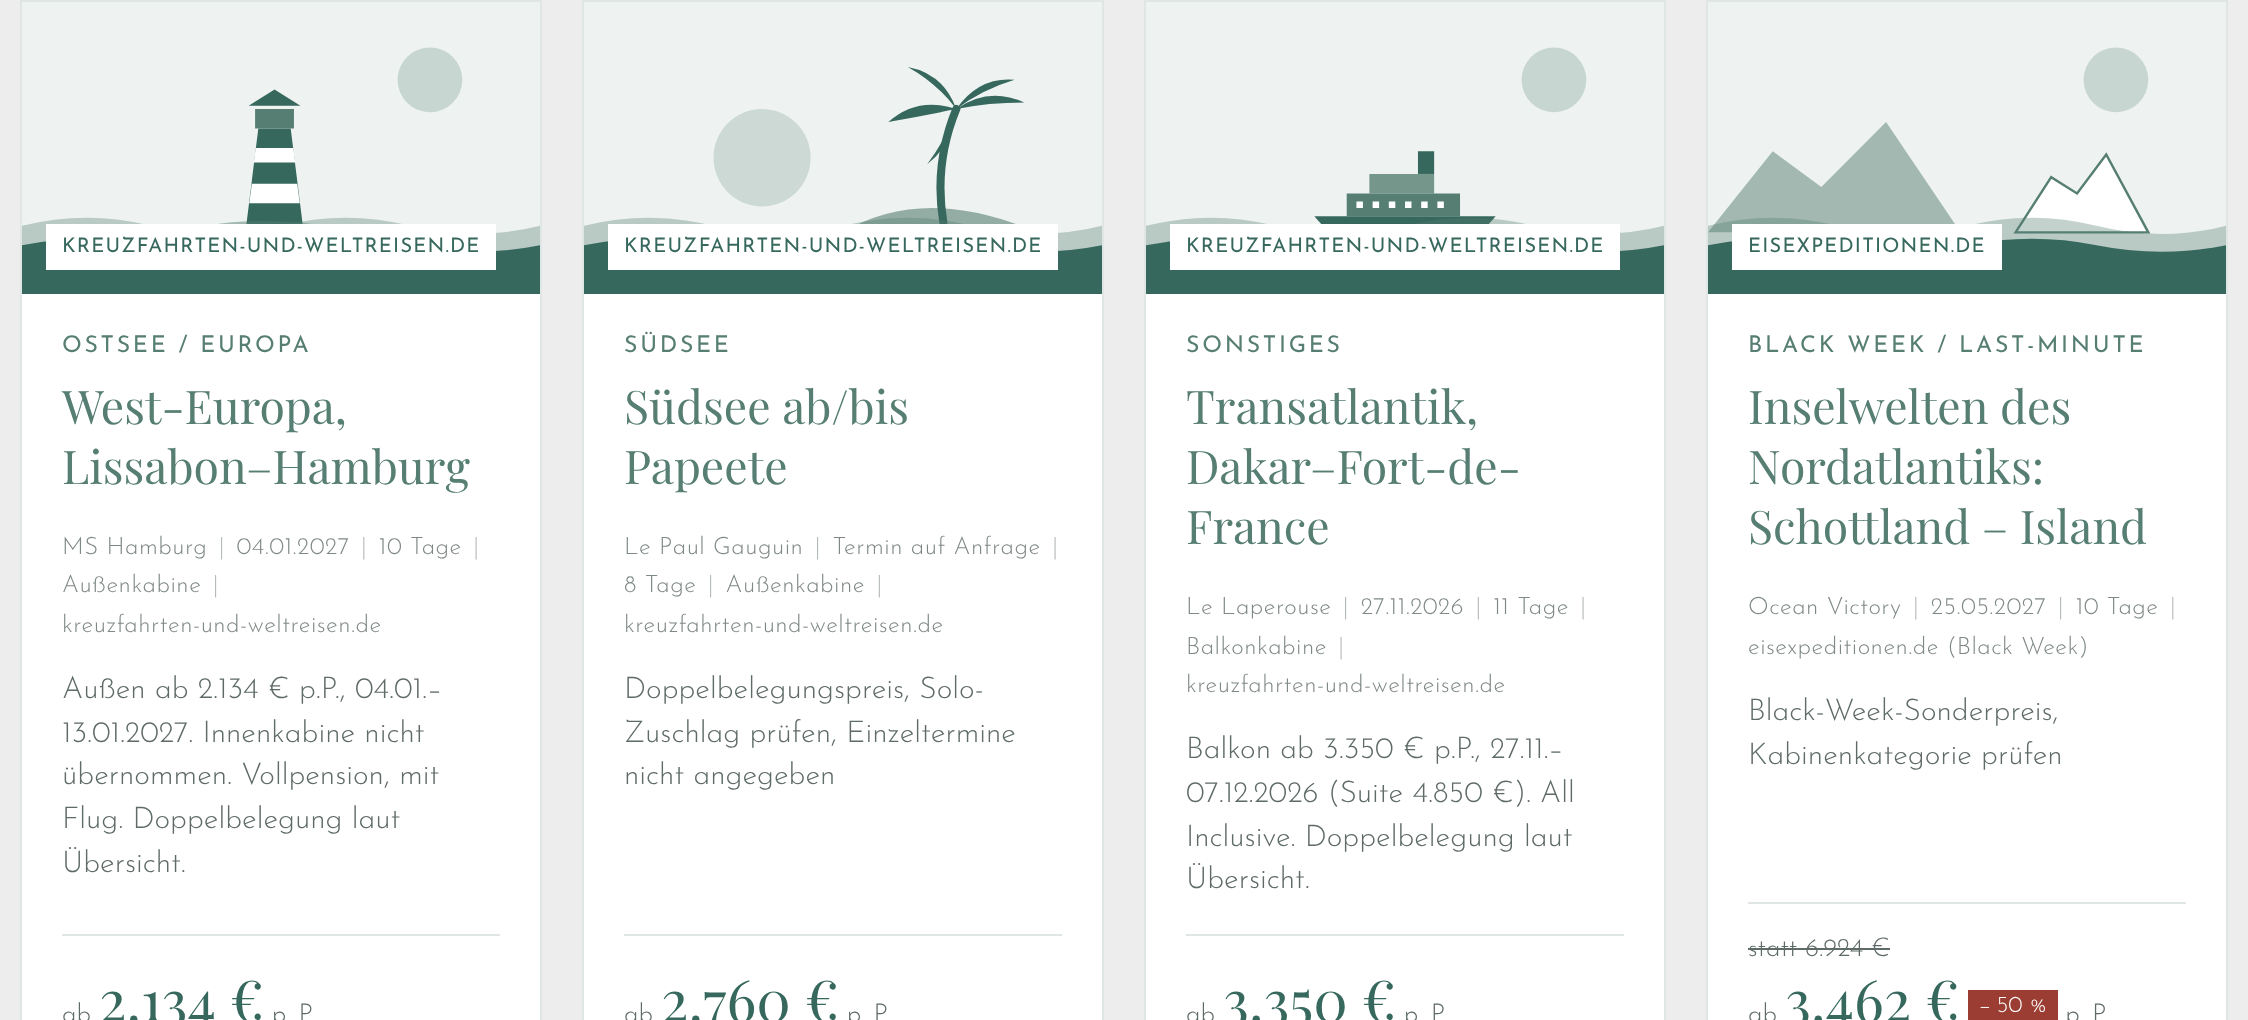 KREUZFAHRTEN-UND-WELTREISEN.DE
OSTSEE / EUROPA
West-Europa,
Lissabon–Hamburg
MS Hamburg | 04.01.2027 | 10 Tage |
Außenkabine |
kreuzfahrten-und-weltreisen.de
Außen ab 2.134 € p.P., 04.01.–
13.01.2027. Innenkabine nicht
übernommen. Vollpension, mit
Flug. Doppelbelegung laut
Übersicht.
ab 2.134 € p. P.
KREUZFAHRTEN-UND-WELTREISEN.DE
SÜDSEE
Südsee ab/bis
Papeete
Le Paul Gauguin | Termin auf Anfrage |
8 Tage | Außenkabine |
kreuzfahrten-und-weltreisen.de
Doppelbelegungspreis, Solo-
Zuschlag prüfen, Einzeltermine
nicht angegeben
ab 2.760 € p. P.
KREUZFAHRTEN-UND-WELTREISEN.DE
SONSTIGES
Transatlantik,
Dakar–Fort-de-
France
Le Laperouse | 27.11.2026 | 11 Tage |
Balkonkabine |
kreuzfahrten-und-weltreisen.de
Balkon ab 3.350 € p.P., 27.11.–
07.12.2026 (Suite 4.850 €). All
Inclusive. Doppelbelegung laut
Übersicht.
ab 3.350 € p. P.
EISEXPEDITIONEN.DE
BLACK WEEK / LAST-MINUTE
Inselwelten des
Nordatlantiks:
Schottland – Island
Ocean Victory | 25.05.2027 | 10 Tage |
eisexpeditionen.de (Black Week)
Black-Week-Sonderpreis,
Kabinenkategorie prüfen
statt 6.924 €
ab 3.462 € – 50 % p. P.